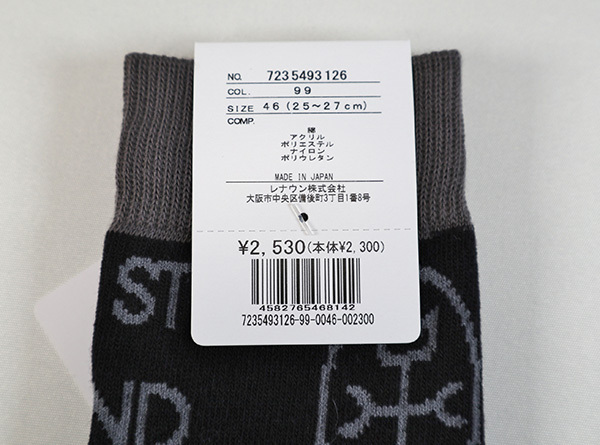 NO. 7235493126
COL. 99
SIZE 46 (25~27cm)
COMP.
綿
アクリル
ポリエステル
ナイロン
ポリウレタン
MADE IN JAPAN
レナウン株式会社
大阪市中央区備後町3丁目1番8号
¥2,530(本体¥2,300)
4582765468142
7235493126-99-0046-002300
ST
ND